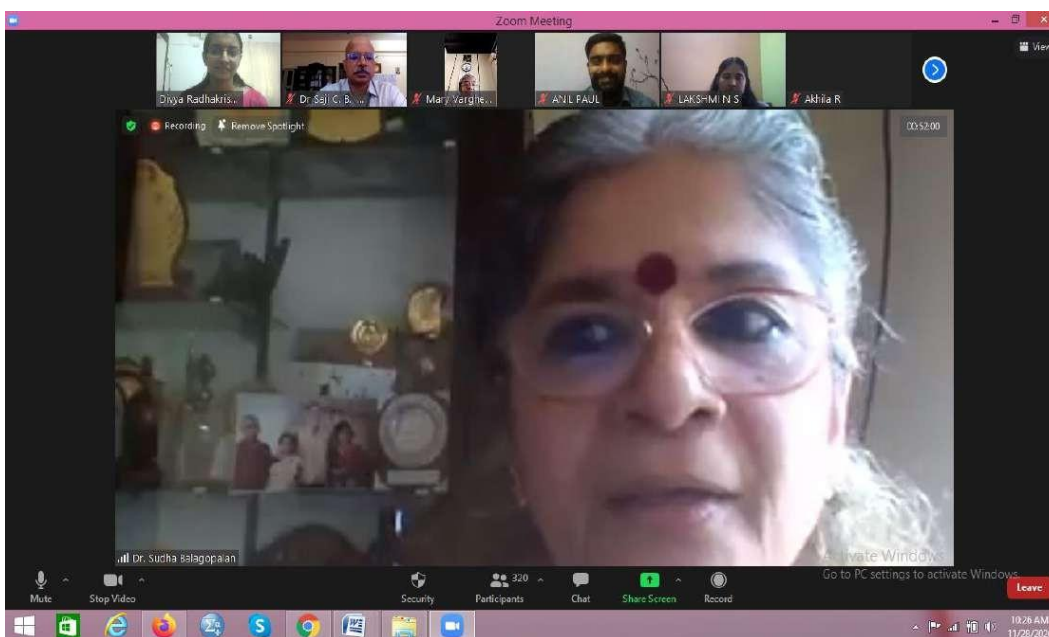 Zoom Meeting
View
Divya Radhakris...
Dr Saji C. B. ...
Mary Varghe...
ANIL PAUL
LAKSHMI N S
Akhila R
Recording
Remove Spotlight
00:52:00
Dr. Sudha Balagopalan
Activate Windows
Go to PC settings to activate Windows.
Mute
Stop Video
Security
320
Participants
Chat
Share Screen
Record
Leave
10:26 AM